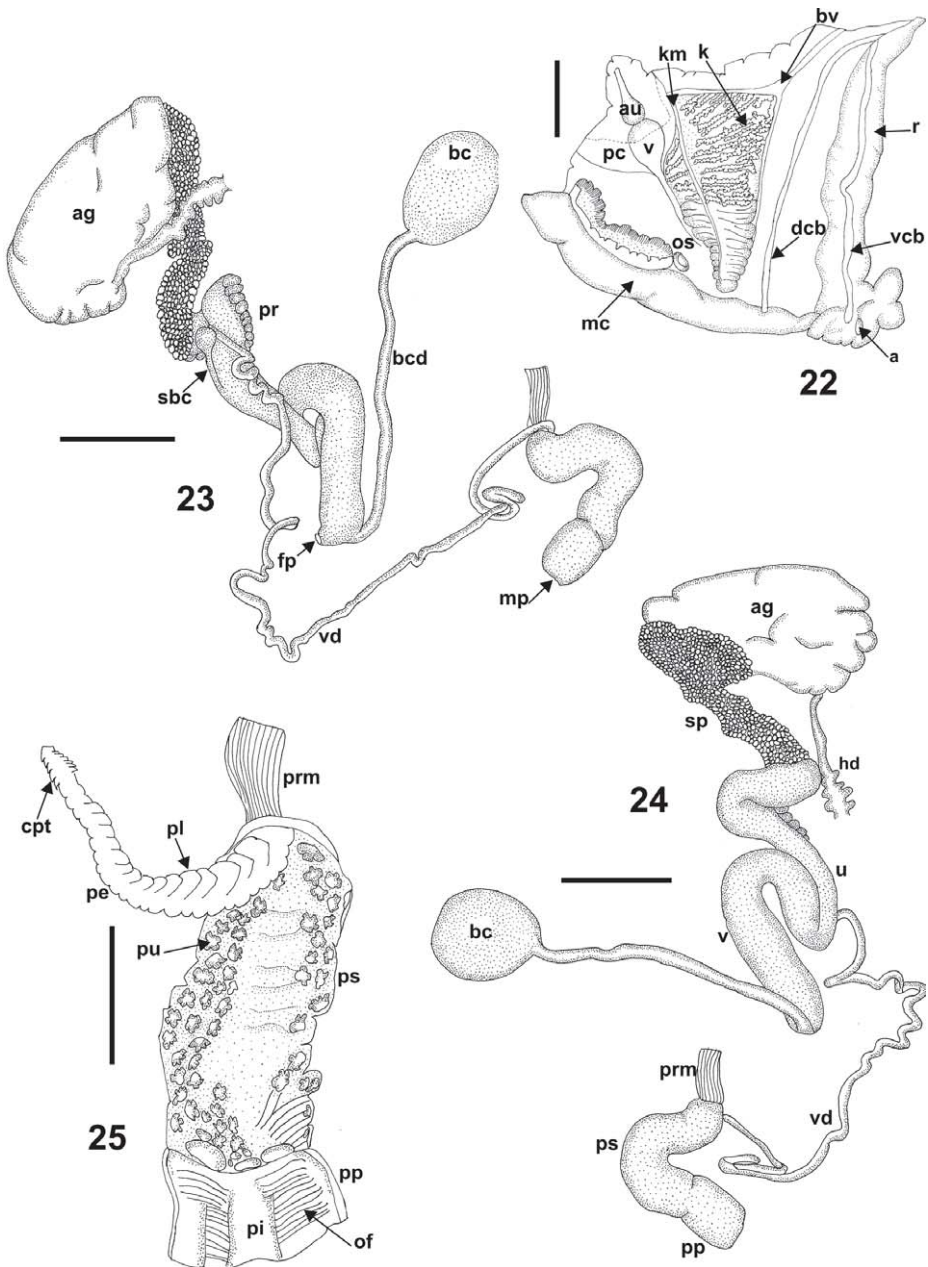 bv
km
k
au
v
pc
r
os
dcb
vcb
mc
a
22
bc
ag
pr
bcd
sbc
23
fp
mp
vd
ag
sp
hd
24
u
v
bc
prm
vd
ps
pp
prm
cpt
pl
pe
pu
ps
25
pp
pi
of